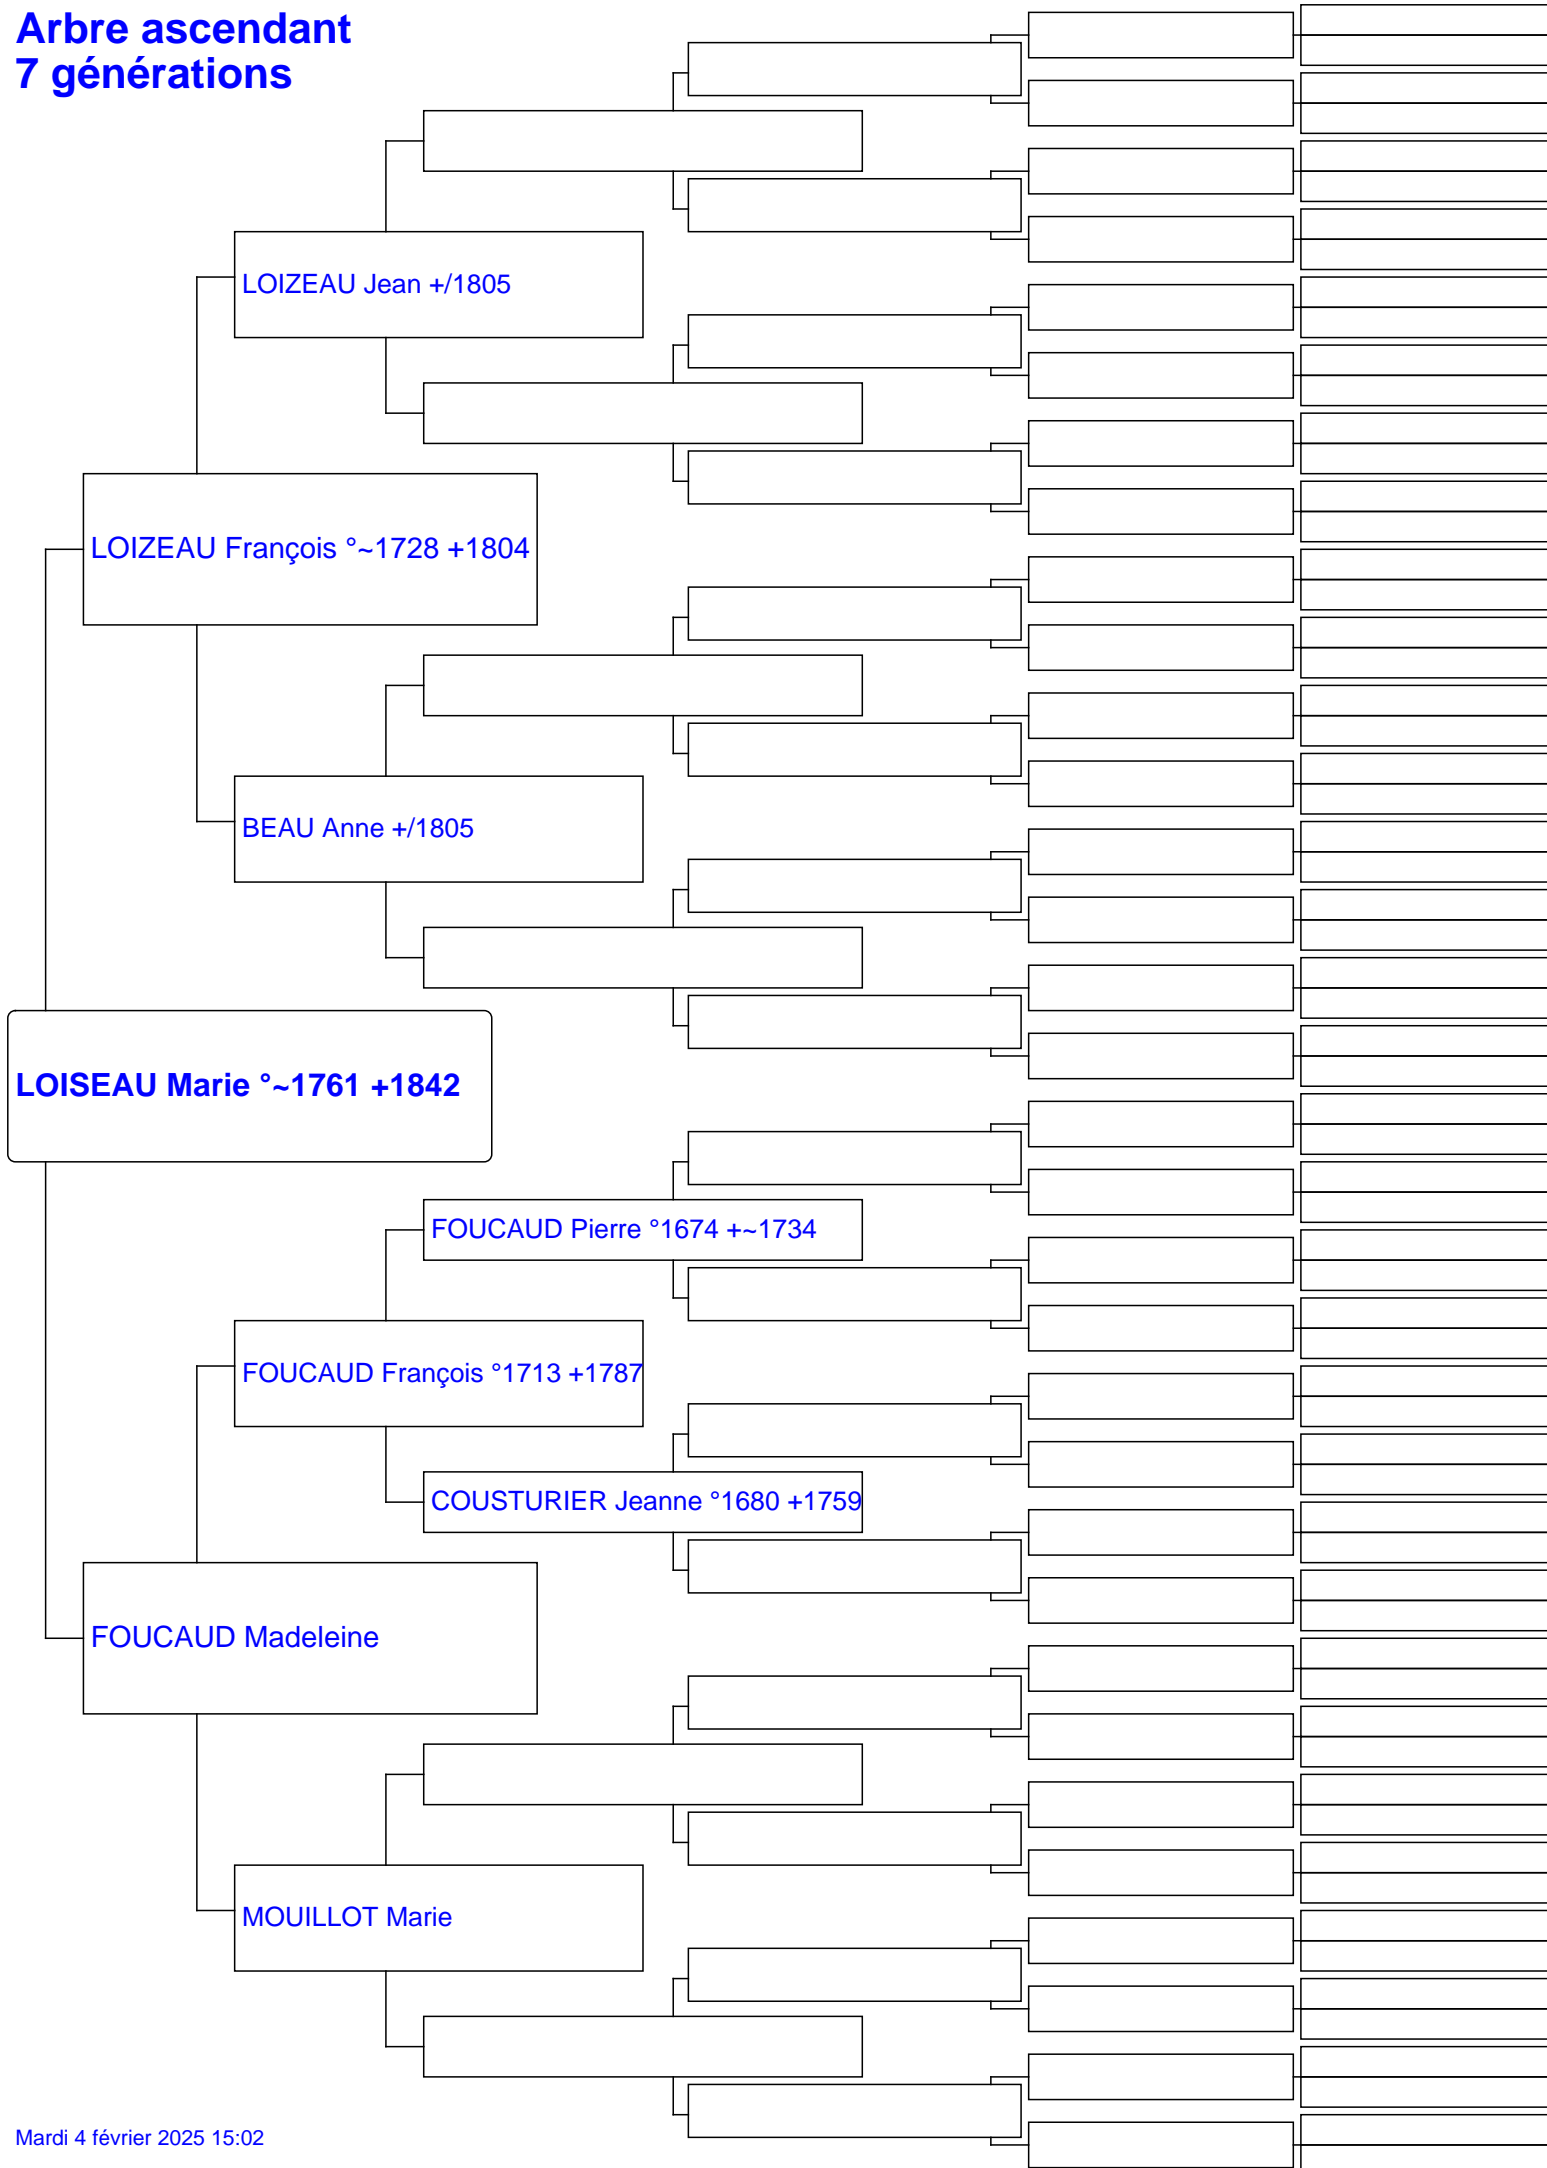 Arbre ascendant
7 générations
LOIZEAU Jean +/1805
LOIZEAU François °~1728 +1804
BEAU Anne +/1805
LOISEAU Marie °~1761 +1842
FOUCAUD Pierre °1674 +~1734
FOUCAUD François °1713 +1787
COUSTURIER Jeanne °1680 +1759
FOUCAUD Madeleine
MOUILLOT Marie
Mardi 4 février 2025 15:02